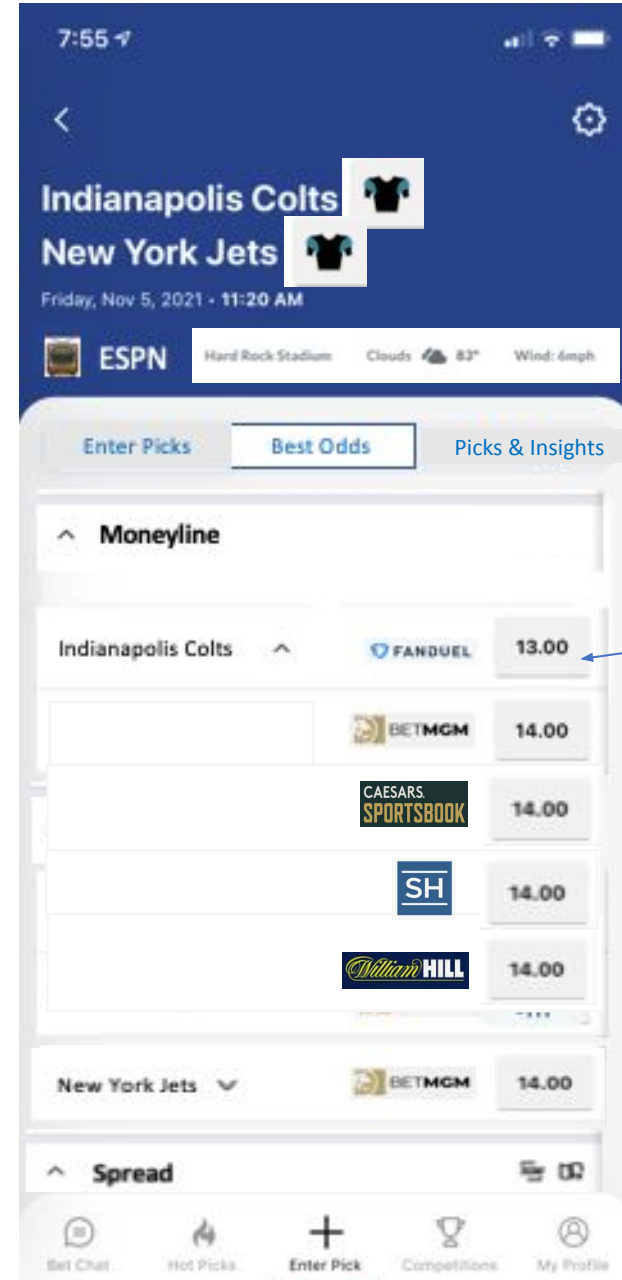 7:55
Indianapolis Colts
New York Jets
Friday, Nov 5, 2021 - 11:20 AM
ESPN Hard Rock Stadium Clouds 83° Wind: 6mph
Enter Picks Best Odds Picks & Insights
Moneyline
Indianapolis Colts FANDUEL 13.00
BETMGM 14.00
CAESARS
SPORTSBOOK 14.00
SH 14.00
William HILL 14.00
New York Jets BETMGM 14.00
Spread
Bet Chat Hot Picks Enter Pick Competitions My Profile